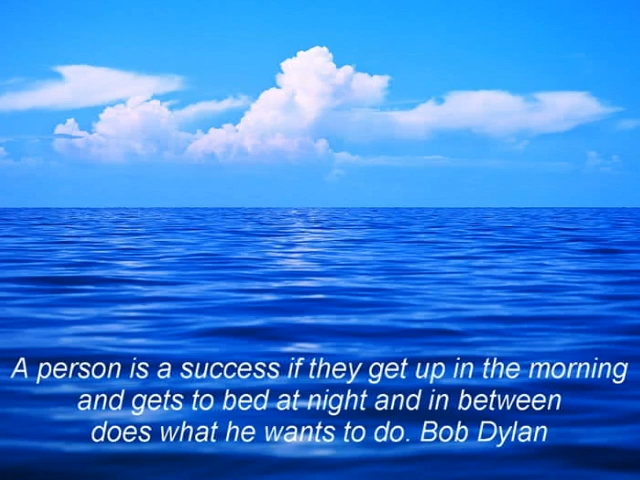 A person is a success if they get up in the morning
and gets to bed at night and in between
does what he wants to do. Bob Dylan